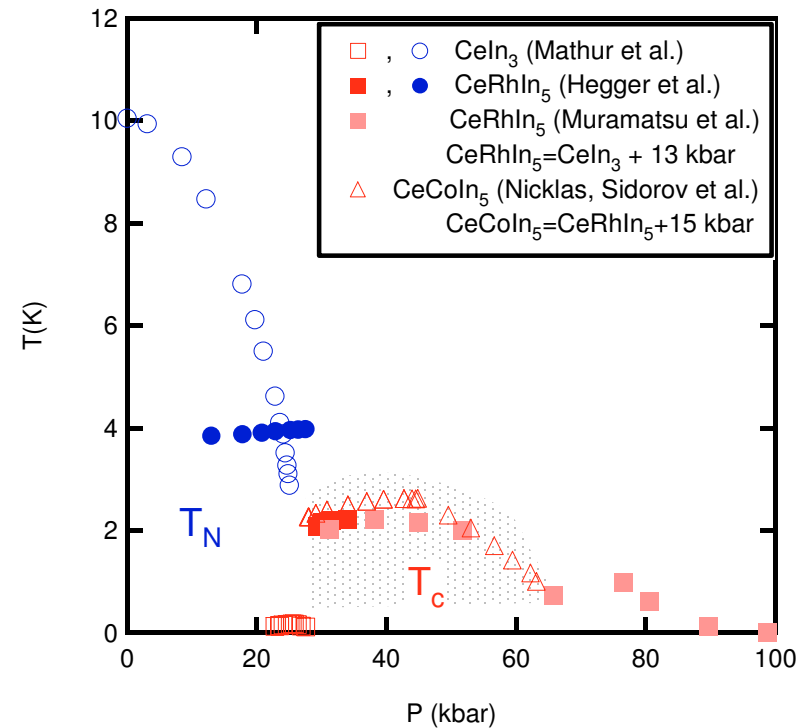 12
10
8
6
4
2
0
T(K)
□ , ○ CeIn3 (Mathur et al.)
■ , ● CeRhIn5 (Hegger et al.)
■ CeRhIn5 (Muramatsu et al.)
CeRhIn5=CeIn3 + 13 kbar
△ CeCoIn5 (Nicklas, Sidorov et al.)
CeCoIn5=CeRhIn5+15 kbar
TN
Tc
0 20 40 60 80 100
P (kbar)